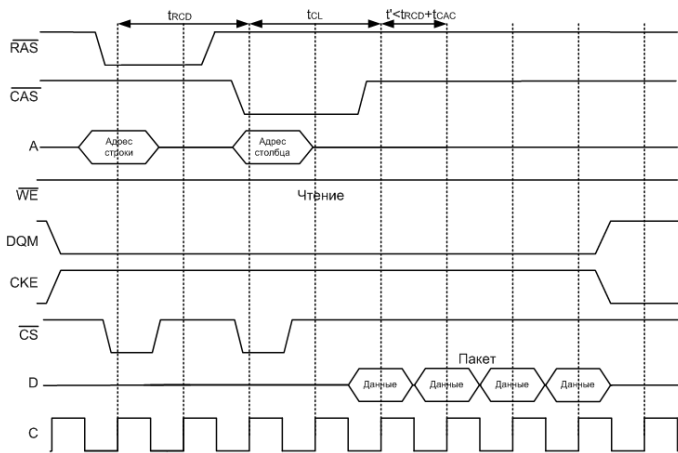 tRCD tCL t'<tRCD+tCAC
RAS
CAS
A Адрес строки Адрес столбца
WE Чтение
DQM
CKE
CS
Пакет
D Данные Данные Данные Данные
C